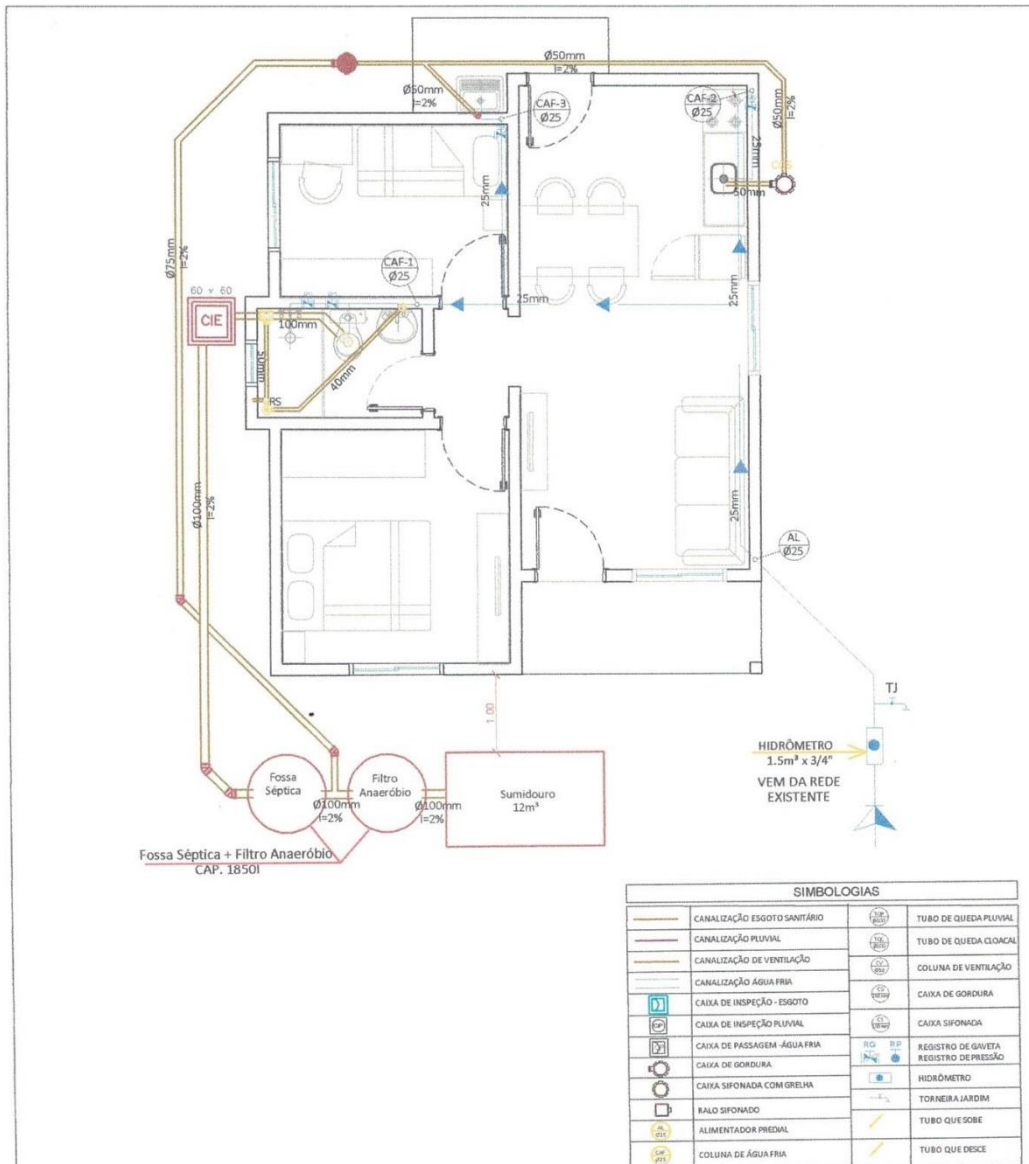 Ø50mm
I=2%
Ø50mm
I=2%
CAF-3
Ø25
CAF-2
Ø25
Ø50mm
I=2%
25mm
50mm
25mm
CAF-1
Ø25
25mm
25mm
Ø75mm
I=2%
60 x 60
CIE
100mm
50mm
40mm
RS
Ø100mm
I=2%
25mm
AL
Ø25
1.00
TJ
HIDRÔMETRO
1.5m³ x 3/4"
VEM DA REDE
EXISTENTE
Fossa
Séptica
Filtro
Anaeróbio
Sumidouro
12m³
Ø100mm
I=2%
Ø100mm
I=2%
Fossa Séptica + Filtro Anaeróbio
CAP. 1850l
SIMBOLOGIAS
CANALIZAÇÃO ESGOTO SANITÁRIO
TUBO DE QUEDA PLUVIAL
CANALIZAÇÃO PLUVIAL
TUBO DE QUEDA CLOACAL
CANALIZAÇÃO DE VENTILAÇÃO
COLUNA DE VENTILAÇÃO
CANALIZAÇÃO ÁGUA FRIA
CAIXA DE GORDURA
CAIXA DE INSPEÇÃO - ESGOTO
CAIXA DE INSPEÇÃO PLUVIAL
CAIXA SIFONADA
CAIXA DE PASSAGEM -ÁGUA FRIA
RG RP
REGISTRO DE GAVETA
REGISTRO DE PRESSÃO
CAIXA DE GORDURA
HIDRÔMETRO
CAIXA SIFONADA COM GRELHA
TORNEIRA JARDIM
RALO SIFONADO
TUBO QUE SOBE
AL
Ø25
ALIMENTADOR PREDIAL
CAF
Ø25
COLUNA DE ÁGUA FRIA
TUBO QUE DESCE